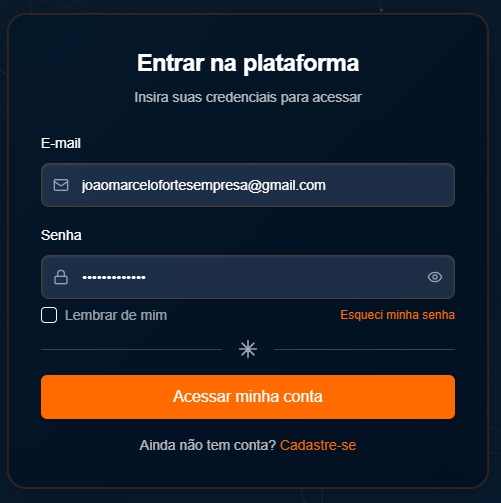 Entrar na plataforma
Insira suas credenciais para acessar
E-mail
joaomarcelofortesempresa@gmail.com
Senha
•••••••••••••
Lembrar de mim
Esqueci minha senha
Acessar minha conta
Ainda não tem conta? Cadastre-se